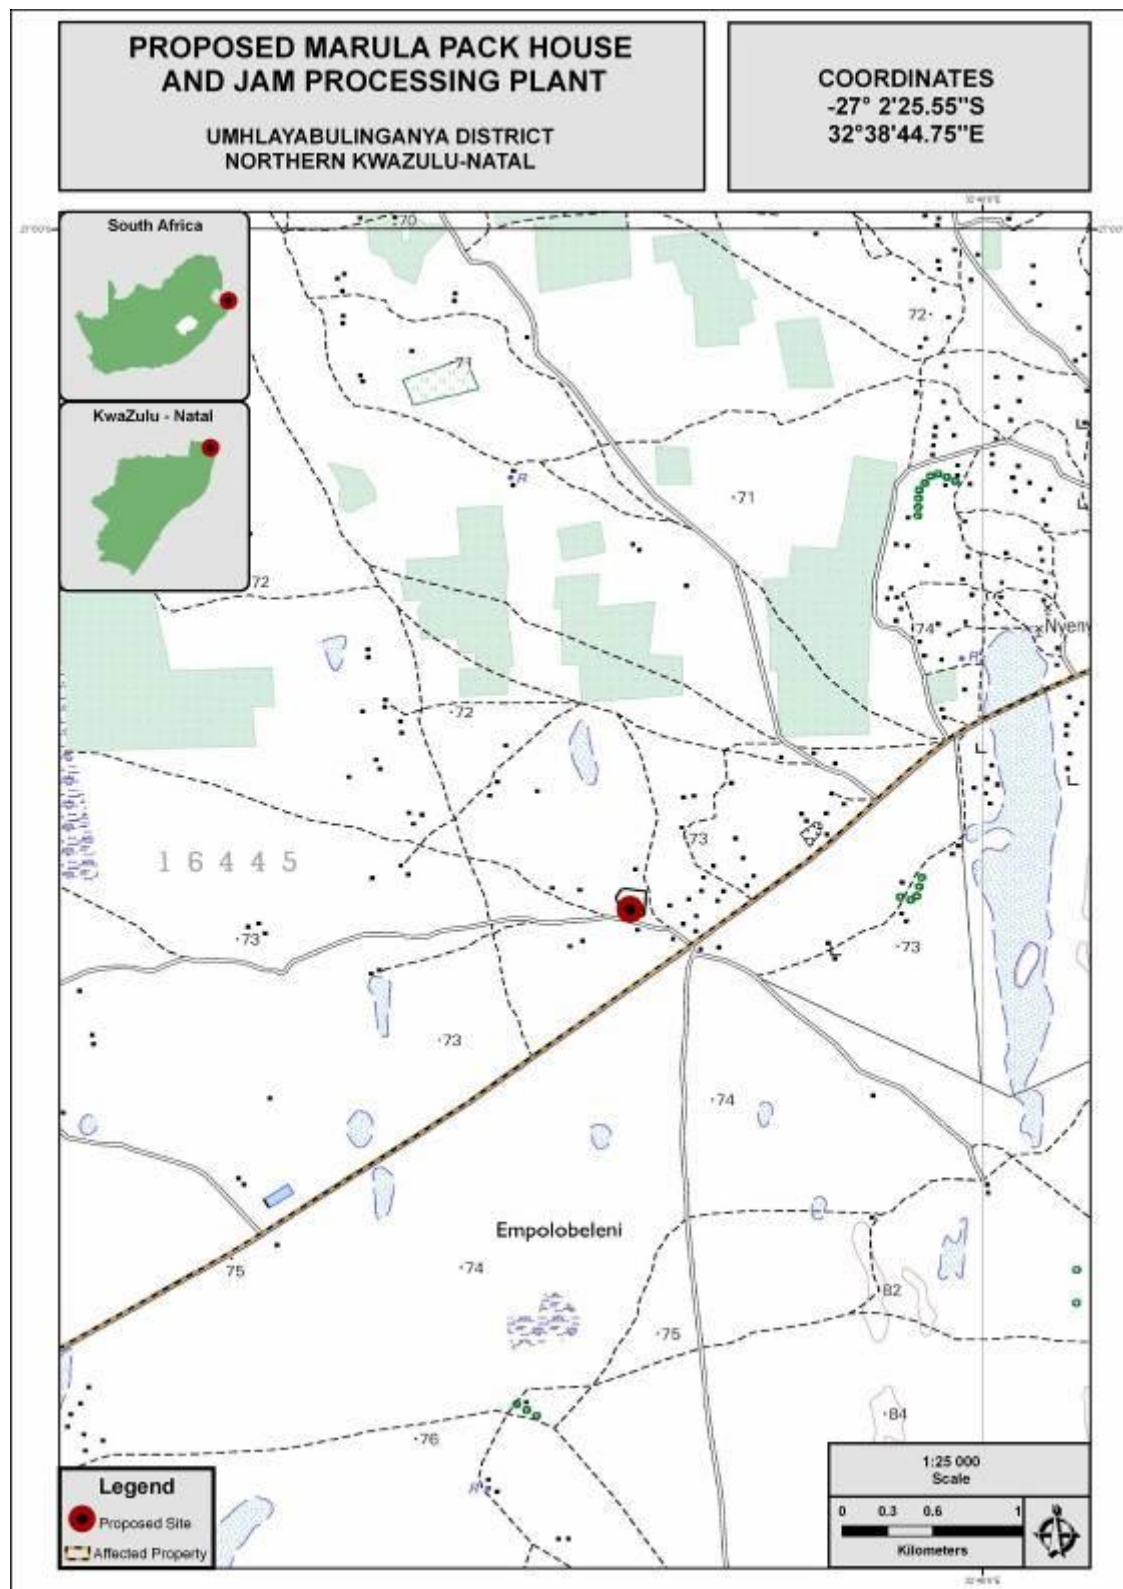 PROPOSED MARULA PACK HOUSE
AND JAM PROCESSING PLANT
UMHLAYABULINGANYA DISTRICT
NORTHERN KWAZULU-NATAL
COORDINATES
-27° 2'25.55"S
32°38'44.75"E
South Africa
KwaZulu - Natal
70
72
71
R
71
72
74
Nyeny
R
72
73
16445
73
73
73
74
Empolobeleni
75
74
82
75
84
76
R
Legend
Proposed Site
Affected Property
1:25 000
Scale
0 0.3 0.6 1
Kilometers